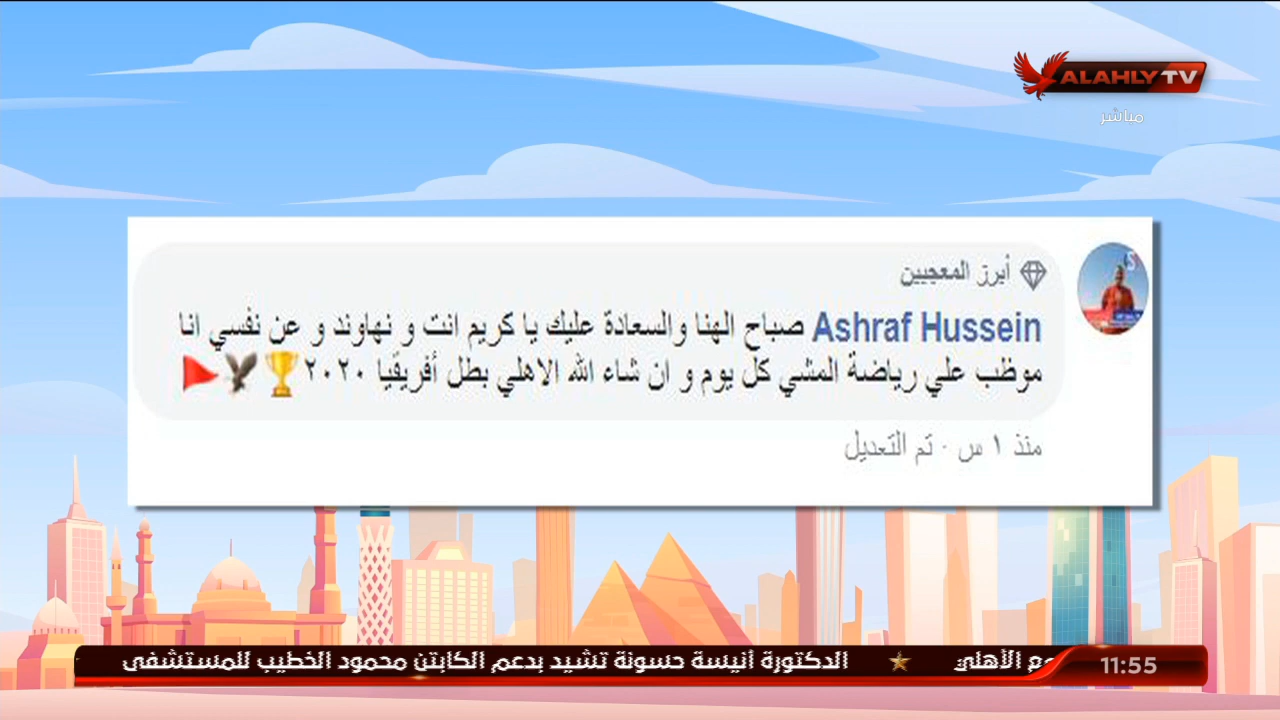 ALAHLY TV
مباشر
أبرز المعجبين
Ashraf Hussein صباح الهنا والسعادة عليك يا كريم انت و نهاوند و عن نفسي انا
موظب علي رياضة المشي كل يوم و ان شاء الله الاهلي بطل أفريقيا ٢٠٢٠
منذ ١ س · تم التعديل
الأهلي ★ الدكتورة أنيسة حسونة تشيد بدعم الكابتن محمود الخطيب للمستشفى
11:55